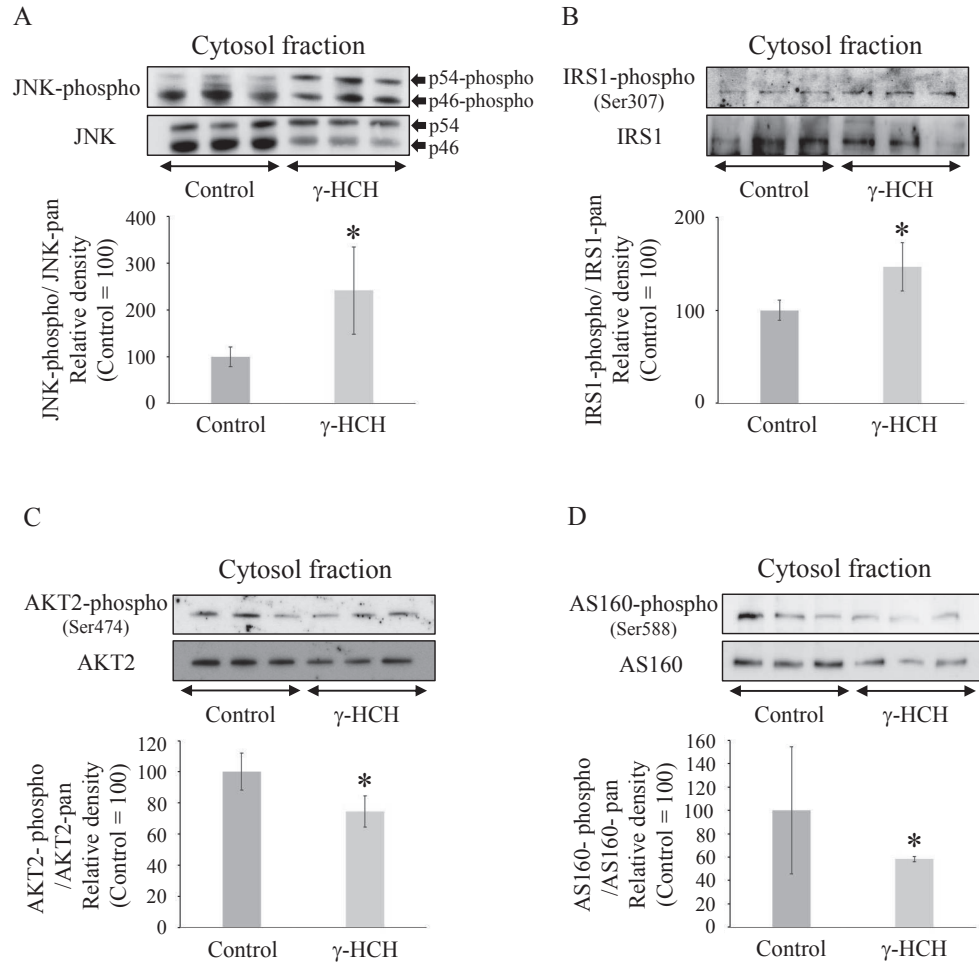 A
Cytosol fraction
JNK-phospho
p54-phospho
p46-phospho
JNK
p54
p46
Control
γ-HCH
JNK-phospho/ JNK-pan
Relative density
(Control = 100)
400
300
200
100
0
*
Control
γ-HCH
B
Cytosol fraction
IRS1-phospho
(Ser307)
IRS1
Control
γ-HCH
IRS1-phospho/ IRS1-pan
Relative density
(Control = 100)
200
100
0
*
Control
γ-HCH
C
Cytosol fraction
AKT2-phospho
(Ser474)
AKT2
Control
γ-HCH
AKT2- phospho
/AKT2-pan
Relative density
(Control = 100)
120
100
80
60
40
20
0
*
Control
γ-HCH
D
Cytosol fraction
AS160-phospho
(Ser588)
AS160
Control
γ-HCH
AS160- phospho
/AS160- pan
Relative density
(Control = 100)
160
140
120
100
80
60
40
20
0
*
Control
γ-HCH